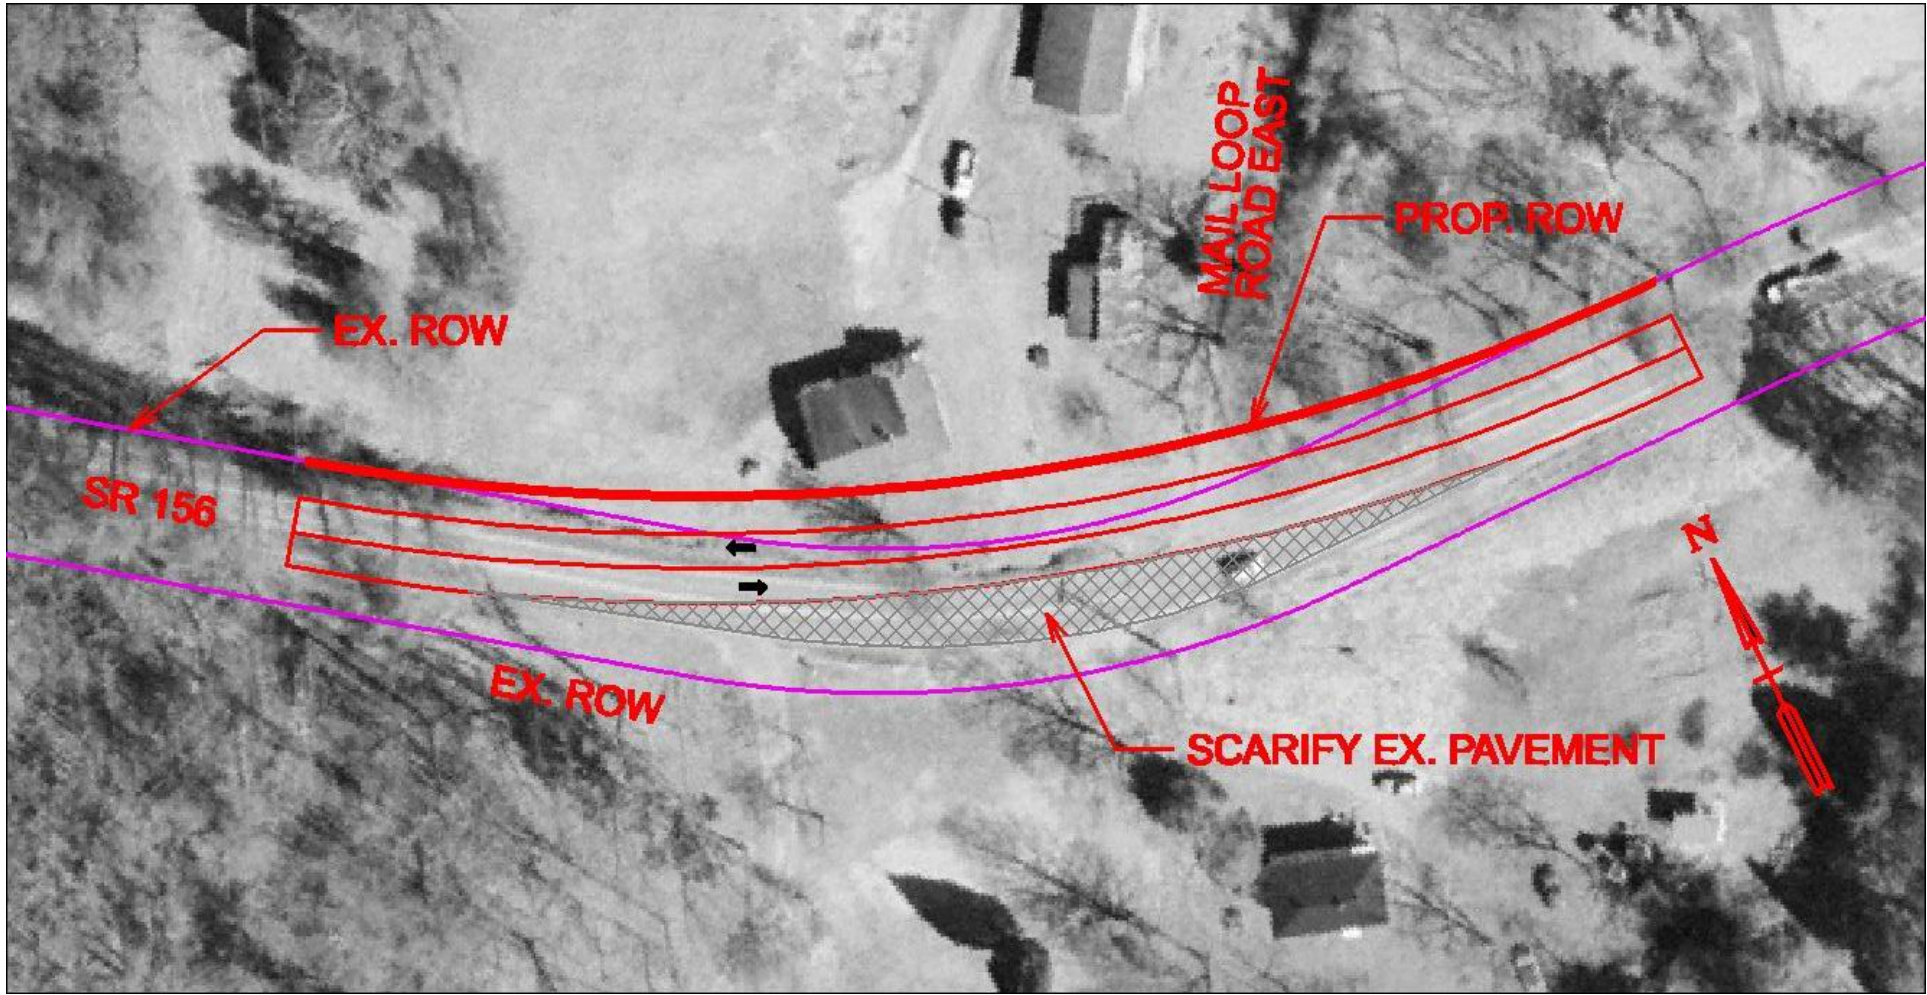 MAIL LOOP
ROAD EAST
PROP. ROW
EX. ROW
SR 156
N
EX. ROW
SCARIFY EX. PAVEMENT